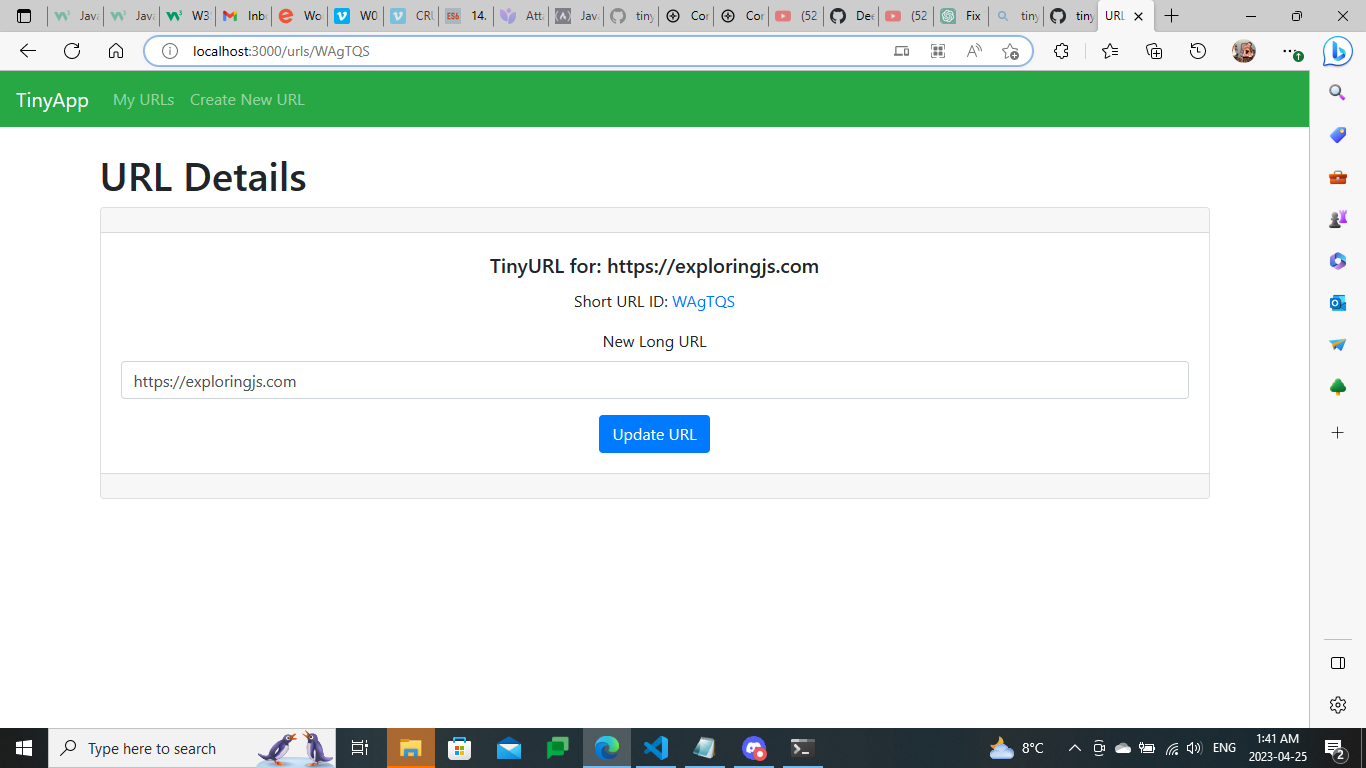 Java
Java
W3
Inb
Wo
W0
CRU
14.
Atta
Java
tiny
Cor
Cor
(52
Dee
(52
Fix
tiny
tiny
URL
localhost:3000/urls/WAgTQS
TinyApp My URLs Create New URL
URL Details
TinyURL for: https://exploringjs.com
Short URL ID: WAgTQS
New Long URL
https://exploringjs.com
Update URL
Type here to search
8°C
ENG
1:41 AM
2023-04-25
2